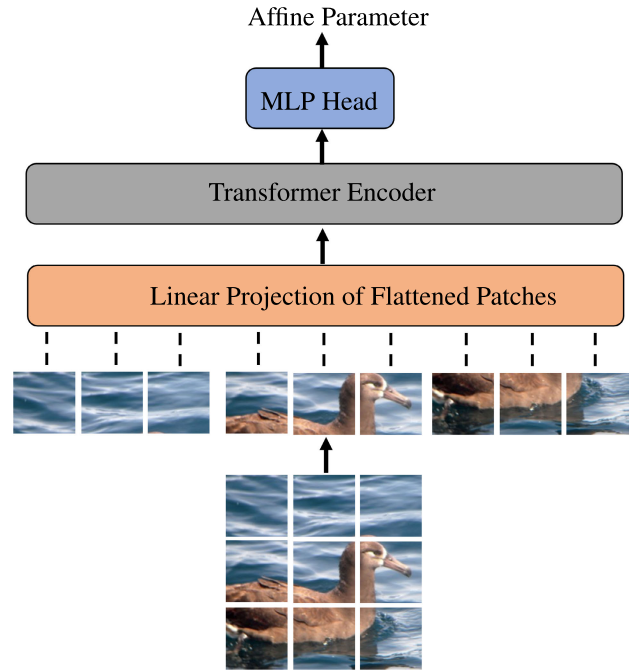 Affine Parameter
MLP Head
Transformer Encoder
Linear Projection of Flattened Patches